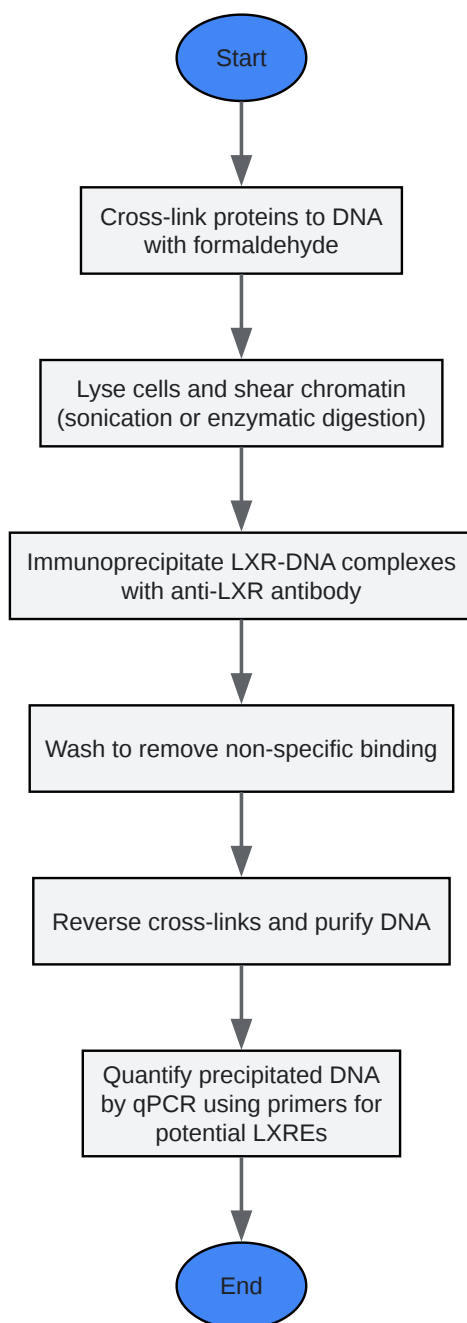 Start
Cross-link proteins to DNA
with formaldehyde
Lyse cells and shear chromatin
(sonication or enzymatic digestion)
Immunoprecipitate LXR-DNA complexes
with anti-LXR antibody
Wash to remove non-specific binding
Reverse cross-links and purify DNA
Quantify precipitated DNA
by qPCR using primers for
potential LXREs
End